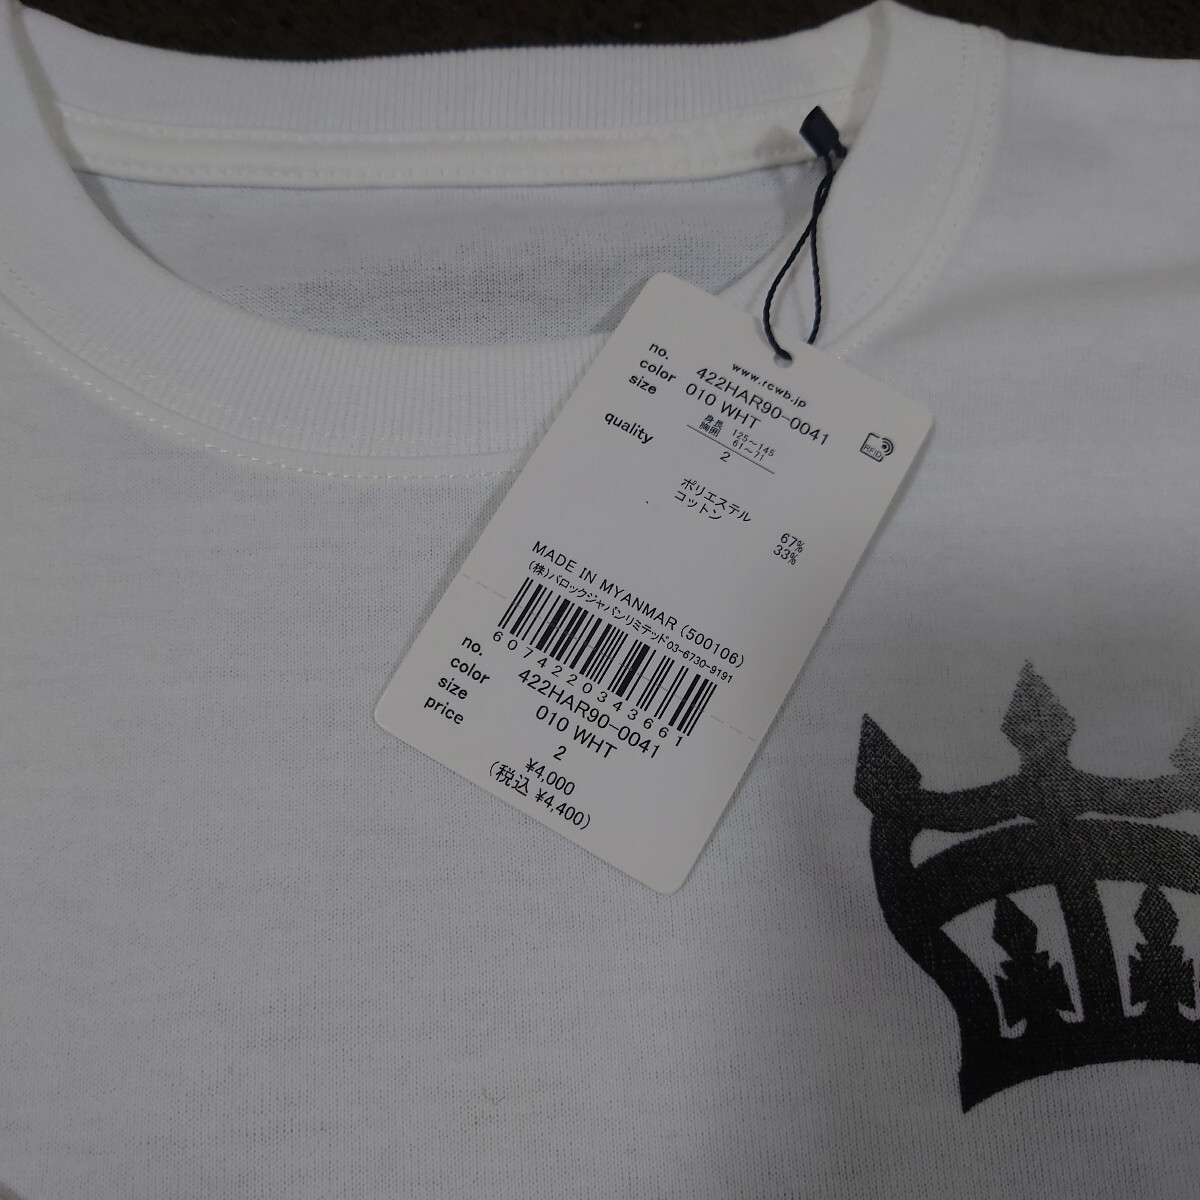 www.rcwb.jp
no. 422HAR90-0041
color 010 WHT
size 身長 125～145
胸囲 61～71
2
RFID
quality
ポリエステル 67%
コットン 33%
MADE IN MYANMAR (500106)
(株)バロックジャパンリミテッド03-6730-9191
6074220343661
no. 422HAR90-0041
color 010 WHT
size 2
price ¥4,000
(税込 ¥4,400)